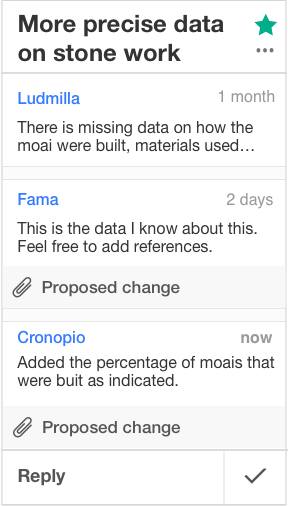 More precise data
on stone work
Ludmilla 1 month
There is missing data on how the
moai were built, materials used…
Fama 2 days
This is the data I know about this.
Feel free to add references.
Proposed change
Cronopio now
Added the percentage of moais that
were buit as indicated.
Proposed change
Reply